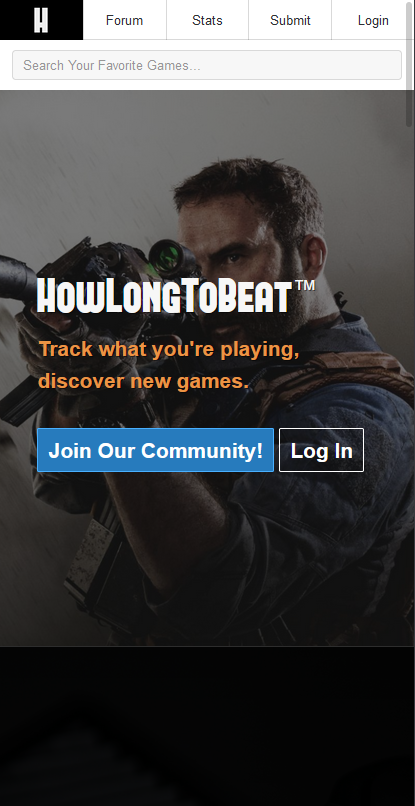 H
Forum
Stats
Submit
Login
Search Your Favorite Games...
HowLongToBeat™
Track what you're playing,
discover new games.
Join Our Community!
Log In